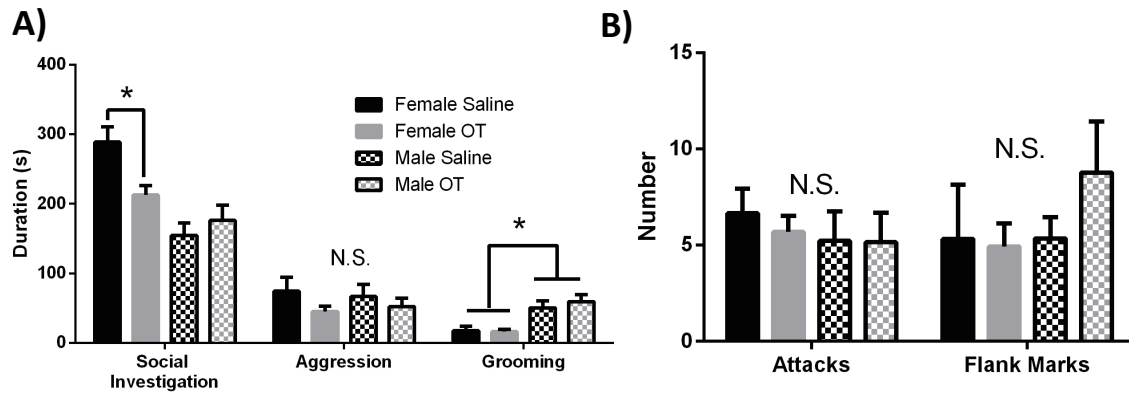 A)
400
300
200
100
0
Duration (s)
*
Female Saline
Female OT
Male Saline
Male OT
N.S.
*
Social
Investigation
Aggression
Grooming
B)
15
10
5
0
Number
N.S.
N.S.
Attacks
Flank Marks